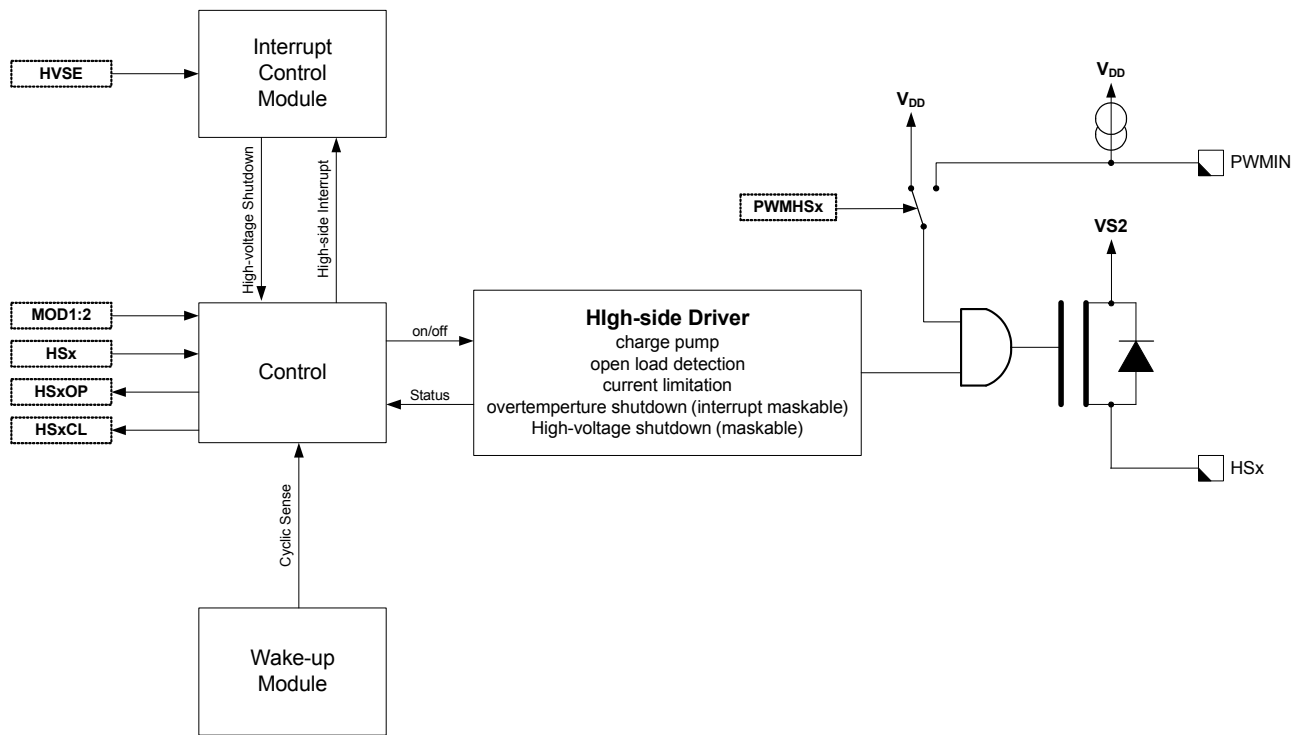 Interrupt
Control
Module
HVSE
High-voltage Shutdown
High-side Interrupt
VDD
VDD
PWMIN
PWMHSx
VS2
MOD1:2
HSx
HSxOP
HSxCL
Control
on/off
Status
HIgh-side Driver
charge pump
open load detection
current limitation
overtemperture shutdown (interrupt maskable)
High-voltage shutdown (maskable)
HSx
Cyclic Sense
Wake-up
Module